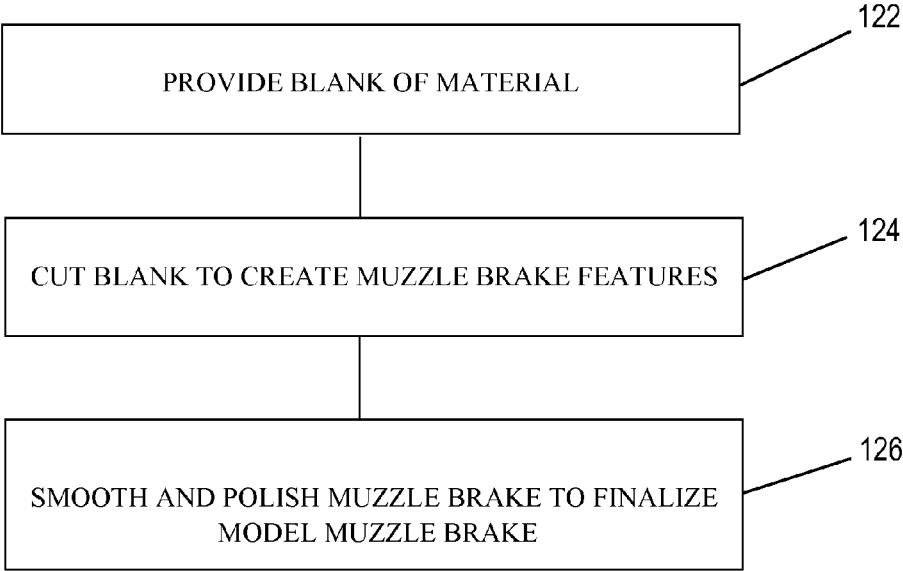 122
PROVIDE BLANK OF MATERIAL
124
CUT BLANK TO CREATE MUZZLE BRAKE FEATURES
126
SMOOTH AND POLISH MUZZLE BRAKE TO FINALIZE
MODEL MUZZLE BRAKE